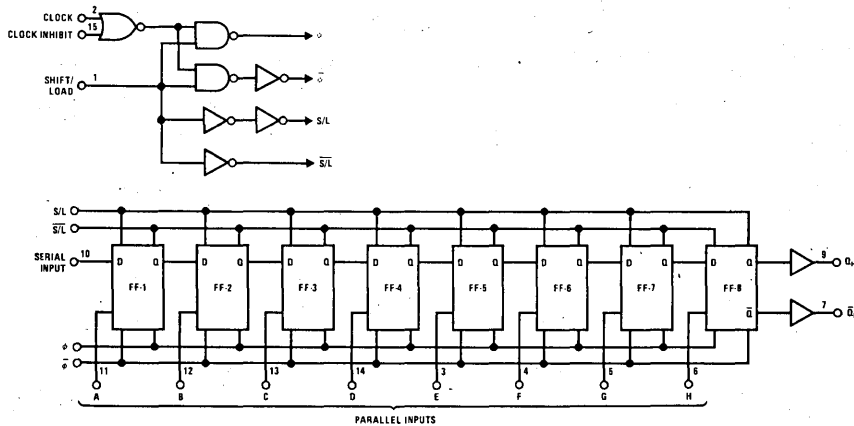 CLOCK 2
CLOCK INHIBIT 15
SHIFT/ 1
LOAD
S/L
S/L
S/L
S/L
SERIAL 10
INPUT
D Q D Q D Q D Q D Q D Q D Q D Q
FF-1 FF-2 FF-3 FF-4 FF-5 FF-6 FF-7 FF-8
Q
9
7
ϕ
ϕ
11 12 13 14 3 4 5 6
A B C D E F G H
PARALLEL INPUTS